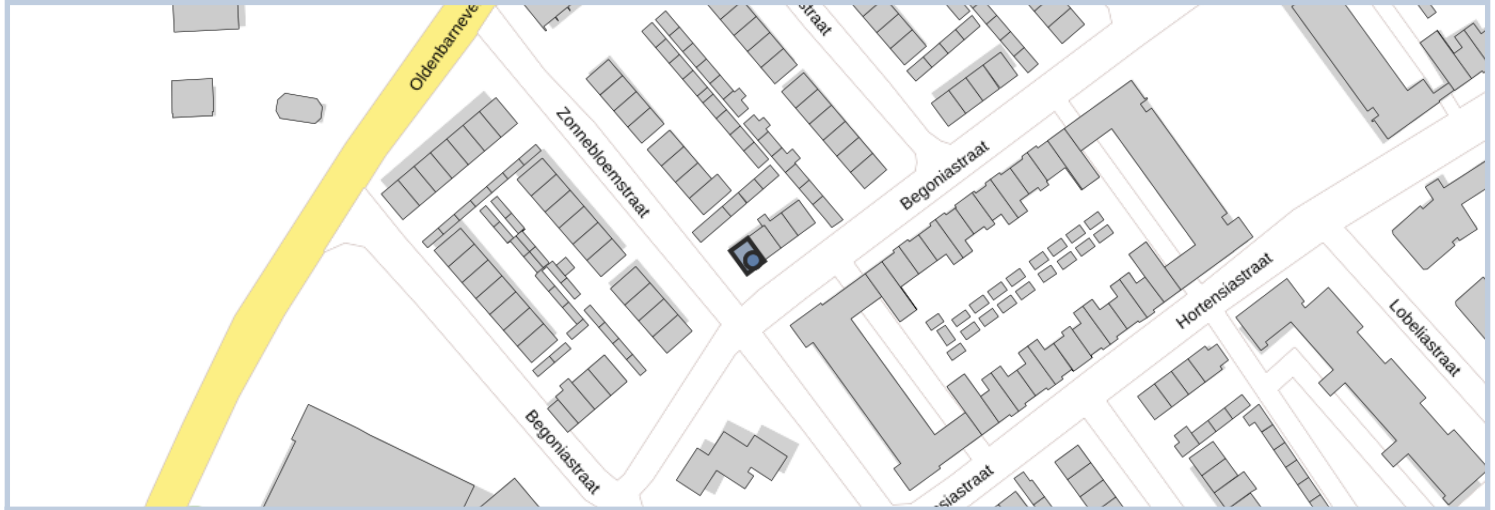 Oldenbarneve
straat
Zonnebloemstraat
Begoniastraat
Hortensiastraat
Lobeliastraat
Begoniastraat
siastraat